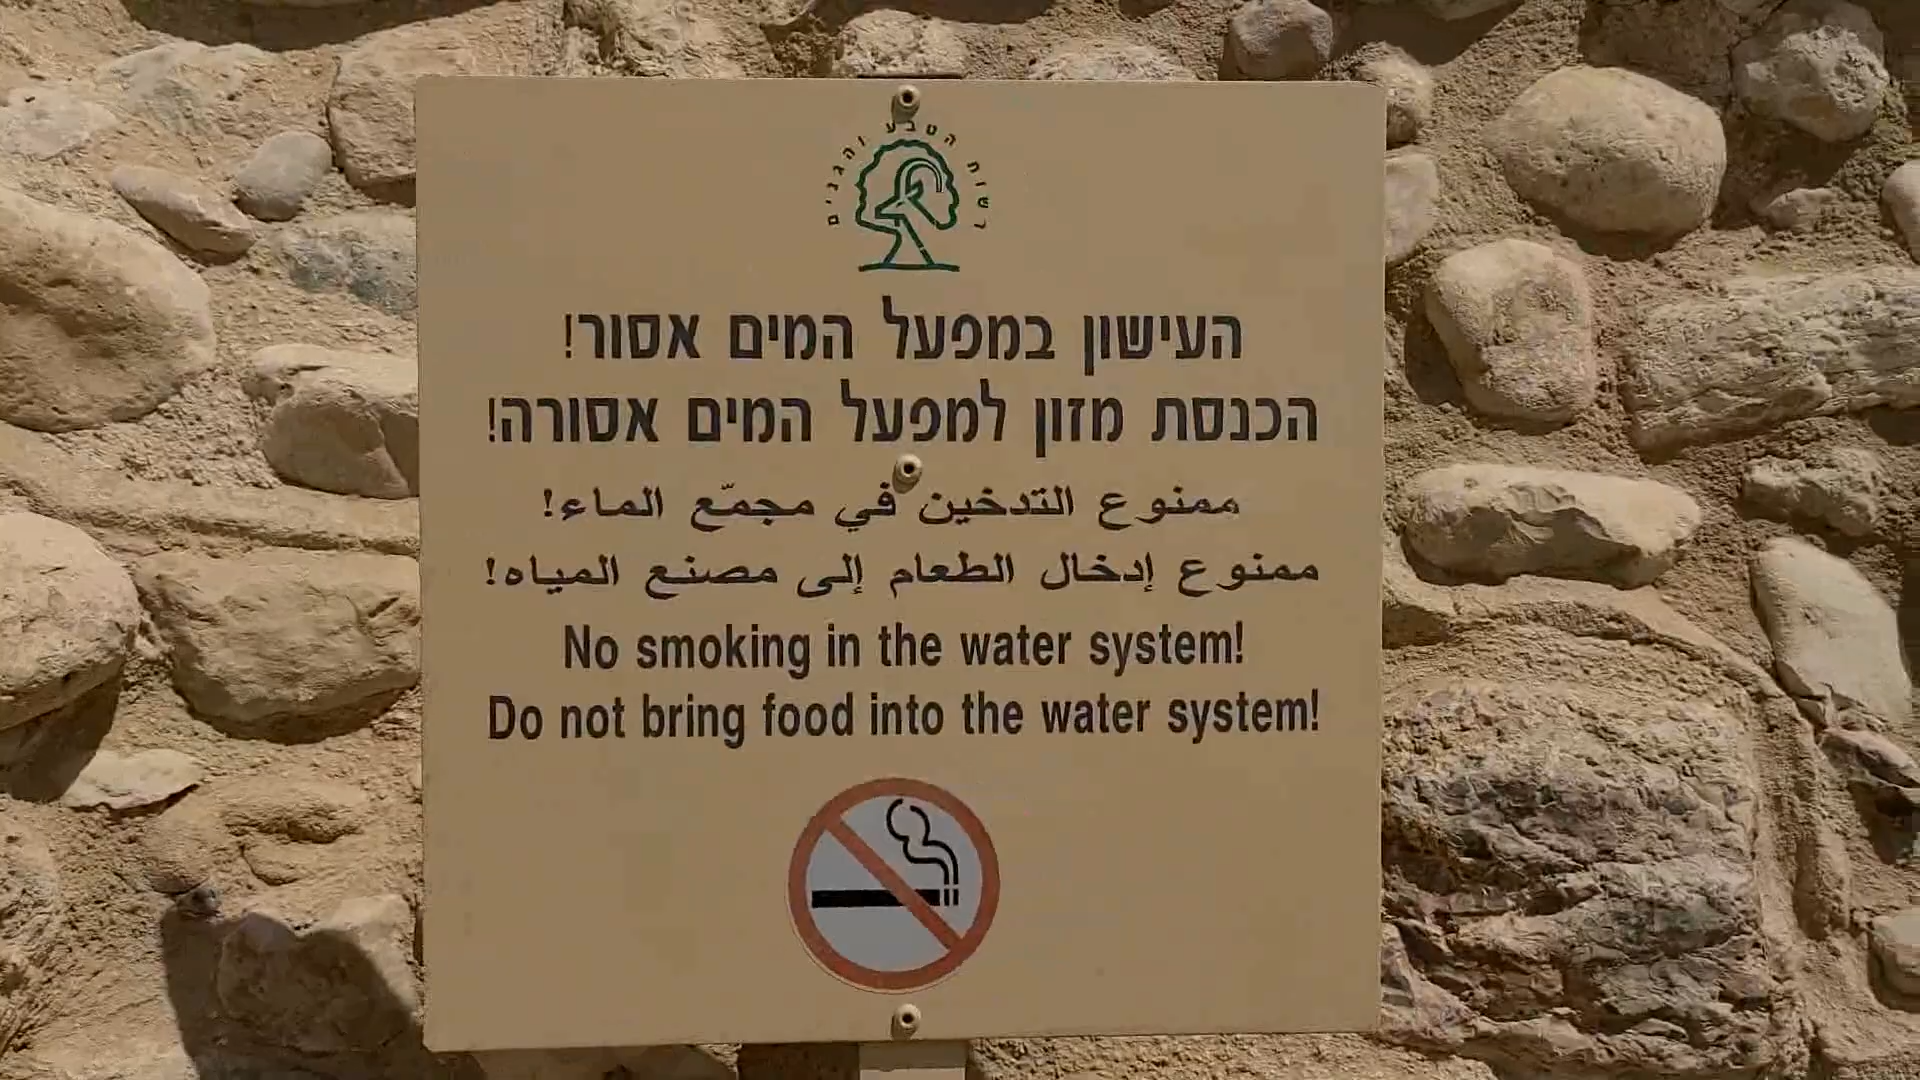 רשות הטבע והגנים
העישון במפעל המים אסור!
הכנסת מזון למפעל המים אסורה!
ممنوع التدخين في مجمّع الماء!
ممنوع إدخال الطعام إلى مصنع المياه!
No smoking in the water system!
Do not bring food into the water system!